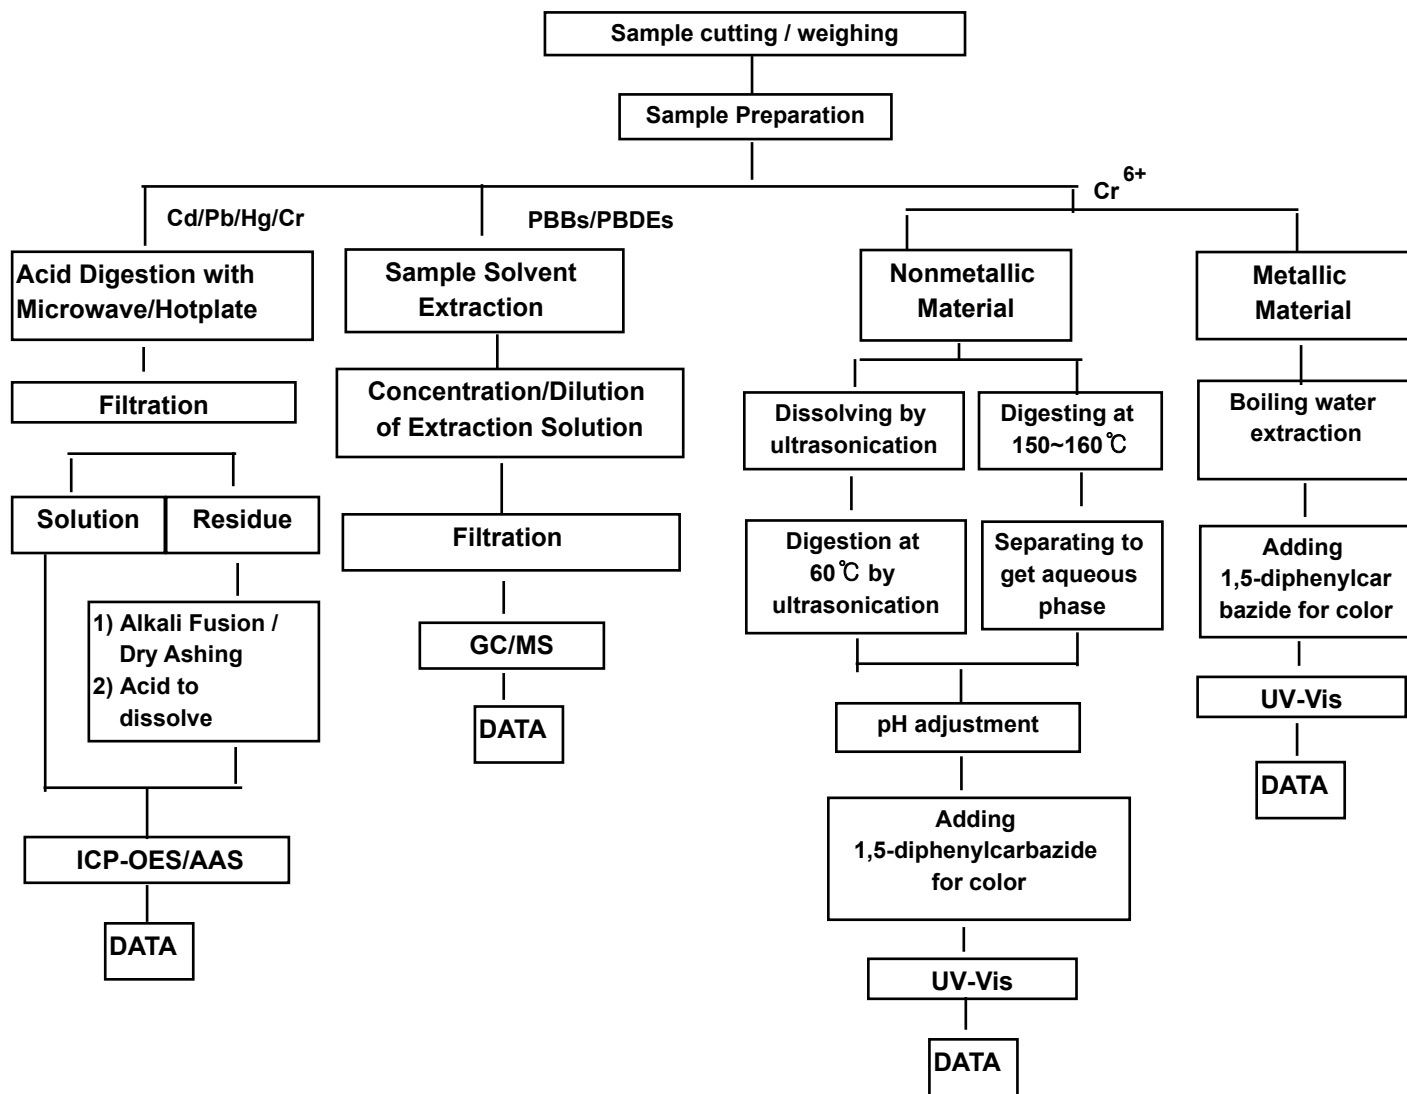 Sample cutting / weighing
Sample Preparation
Cr 6+
Cd/Pb/Hg/Cr
PBBs/PBDEs
Acid Digestion with
Microwave/Hotplate
Filtration
Solution
Residue
1) Alkali Fusion /
Dry Ashing
2) Acid to
dissolve
ICP-OES/AAS
DATA
Sample Solvent
Extraction
Concentration/Dilution
of Extraction Solution
Filtration
GC/MS
DATA
Nonmetallic
Material
Dissolving by
ultrasonication
Digestion at
60℃ by
ultrasonication
Digesting at
150~160℃
Separating to
get aqueous
phase
pH adjustment
Adding
1,5-diphenylcarbazide
for color
UV-Vis
DATA
Metallic
Material
Boiling water
extraction
Adding
1,5-diphenylcar
bazide for color
UV-Vis
DATA